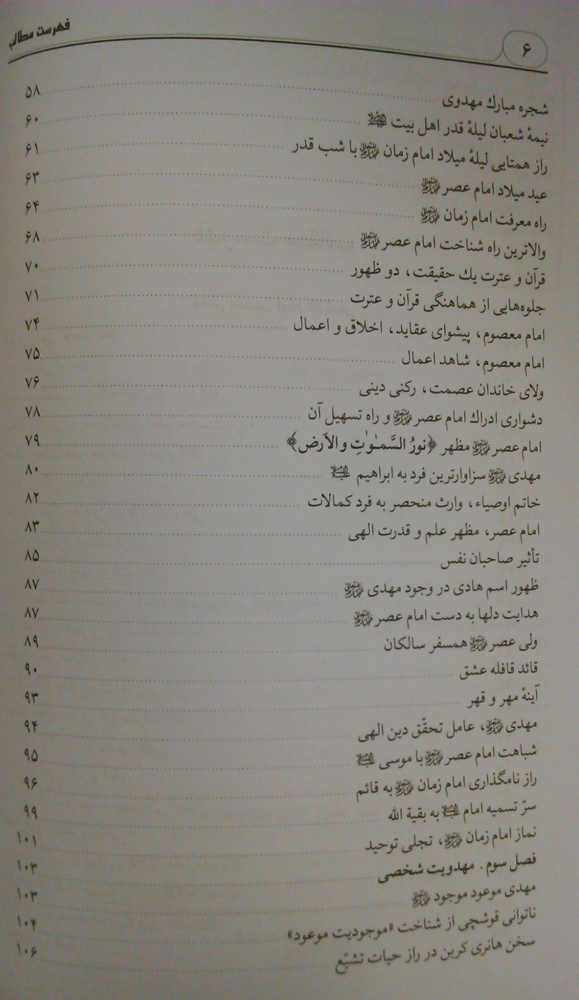 فهرست مطالب
۶
شجره مبارك مهدوی ۵۸
نیمهٔ شعبان لیلهٔ قدر اهل بیت ۶۰
راز همتایی لیلهٔ میلاد امام زمان با شب قدر ۶۱
عید میلاد امام عصر ۶۳
راه معرفت امام زمان ۶۴
والاترین راه شناخت امام عصر ۶۸
قرآن و عترت يك حقیقت، دو ظهور ۷۰
جلوه‌هایی از هماهنگی قرآن و عترت ۷۱
امام معصوم، پیشوای عقاید، اخلاق و اعمال ۷۴
امام معصوم، شاهد اعمال ۷۵
ولای خاندان عصمت، رکنی دینی ۷۶
دشواری ادراك امام عصر و راه تسهیل آن ۷۸
امام عصر مظهر ﴿نورُ السَّمـٰوٰتِ و الاَرض﴾ ۷۹
مهدی سزاوارترین فرد به ابراهیم ۸۰
خاتم اوصیاء، وارث منحصر به فرد کمالات ۸۲
امام عصر، مظهر علم و قدرت الهی ۸۳
تأثیر صاحبان نفس ۸۵
ظهور اسم هادی در وجود مهدی ۸۷
هدایت دلها به دست امام عصر ۸۷
ولی عصر همسفر سالکان ۸۹
قائد قافله عشق ۹۰
آینهٔ مهر و قهر ۹۳
مهدی، عامل تحقّق دین الهی ۹۴
شباهت امام عصر با موسی ۹۵
راز نامگذاری امام زمان به قائم ۹۶
سرّ تسمیه امام به بقیة الله ۹۹
نماز امام زمان، تجلی توحید ۱۰۱
فصل سوم. مهدویت شخصی ۱۰۳
مهدی موعود موجود ۱۰۳
ناتوانی قوشچی از شناخت «موجودیت موعود» ۱۰۴
سخن هانری کربن در راز حیات تشیّع ۱۰۶